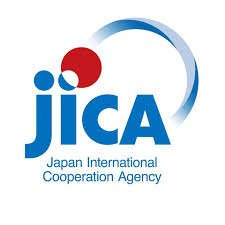 jICA
Japan International
Cooperation Agency